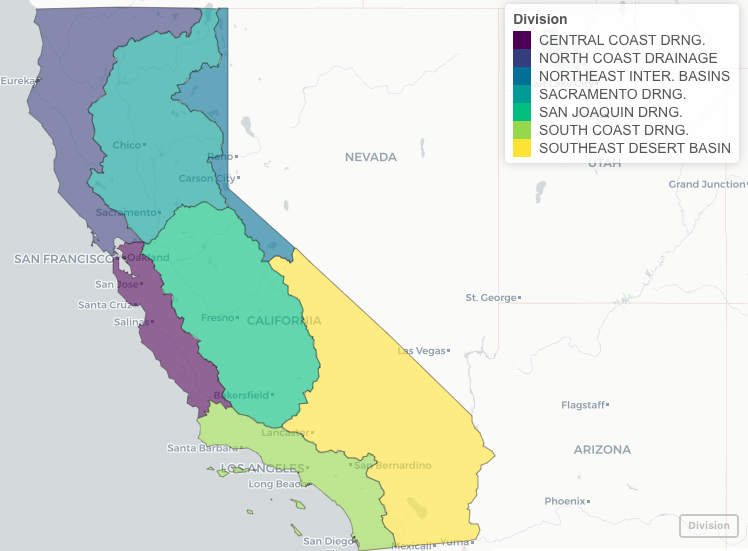 Division
CENTRAL COAST DRNG.
NORTH COAST DRAINAGE
NORTHEAST INTER. BASINS
SACRAMENTO DRNG.
SAN JOAQUIN DRNG.
SOUTH COAST DRNG.
SOUTHEAST DESERT BASIN
Eureka
Chico
Reno
NEVADA
UTAH
Carson City
Grand Junction
Sacramento
SAN FRANCISCO
Oakland
San Jose
St. George
Santa Cruz
Salinas
Fresno
CALIFORNIA
Las Vegas
Bakersfield
Flagstaff
Lancaster
Santa Barbara
ARIZONA
LOS ANGELES
San Bernardino
Long Beach
Phoenix
Division
San Diego
Mexicali
Yuma